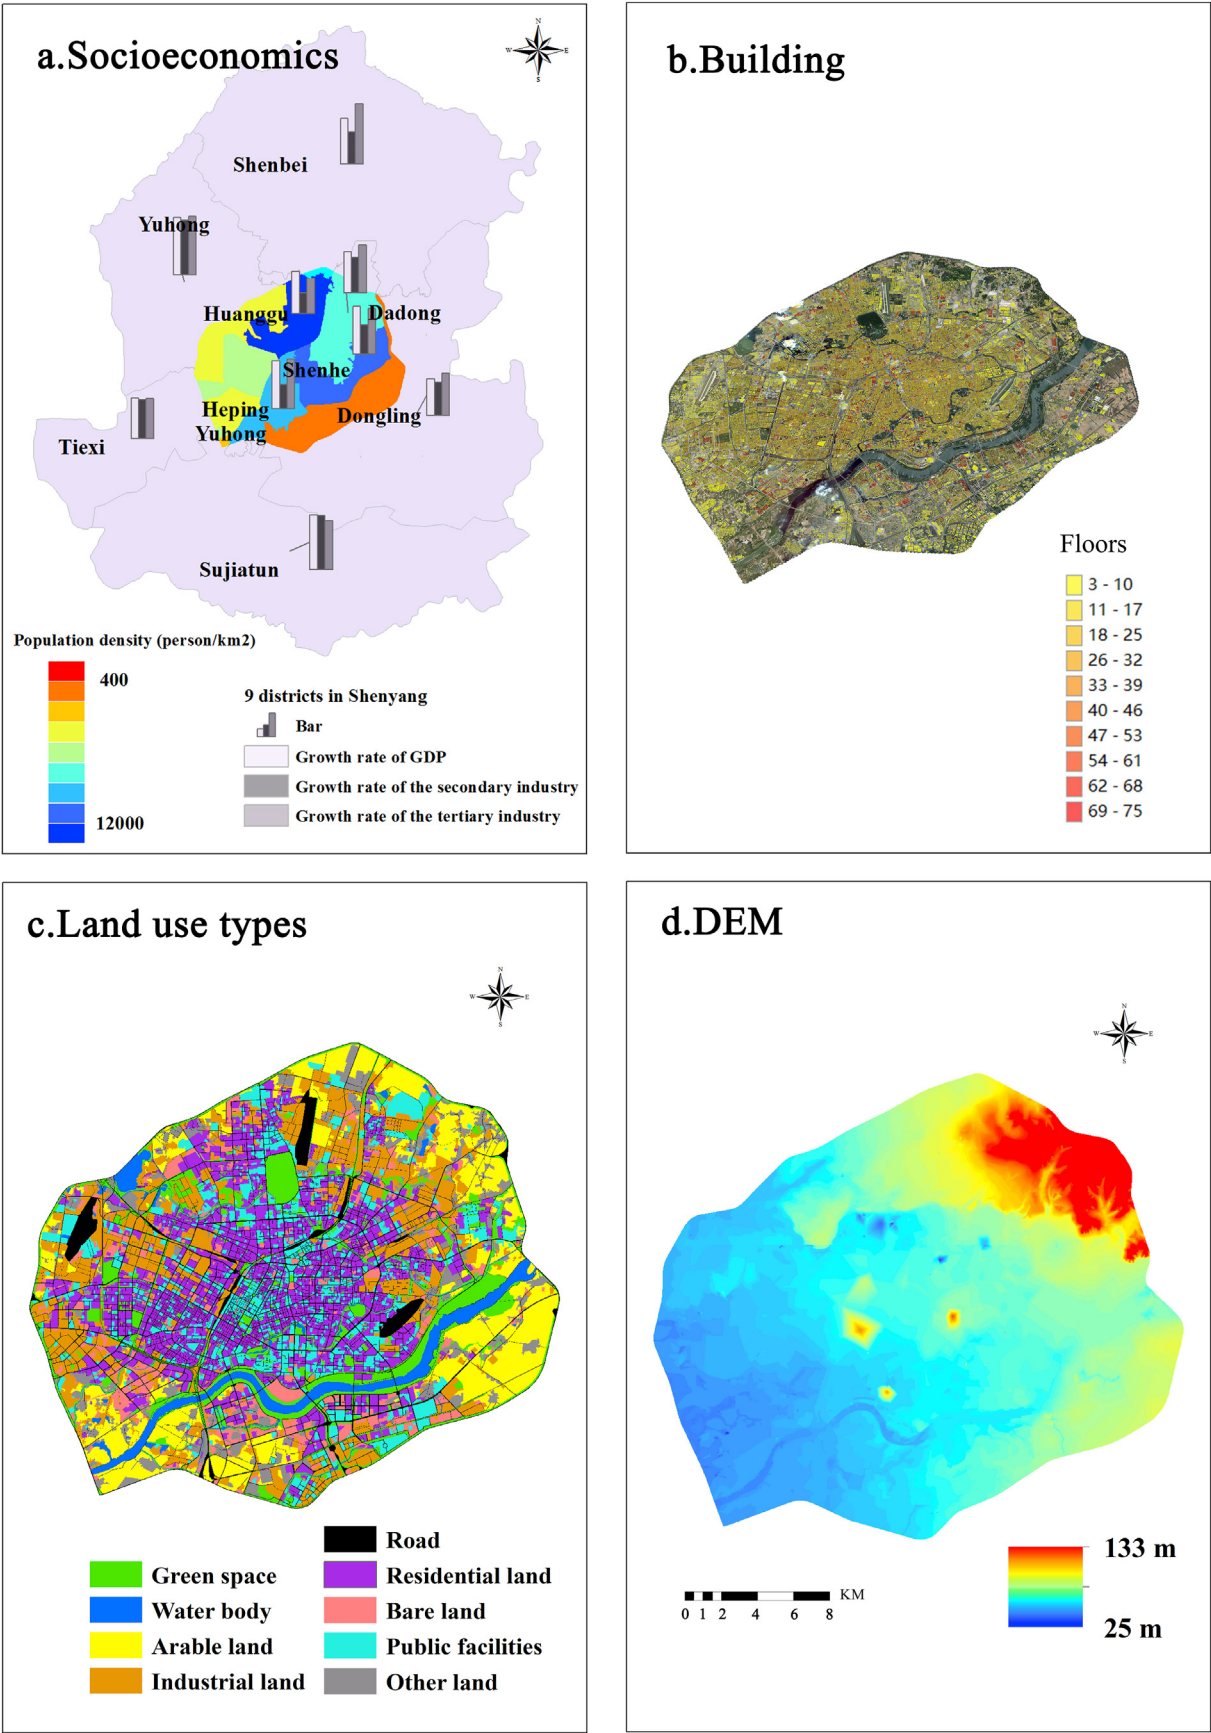 a.Socioeconomics
N
W
E
S
Shenbei
Yuhong
Huanggu
Dadong
Shenhe
Heping
Dongling
Yuhong
Tiexi
Sujiatun
Population density (person/km2)
400
12000
9 districts in Shenyang
Bar
Growth rate of GDP
Growth rate of the secondary industry
Growth rate of the tertiary industry
b.Building
Floors
3 - 10
11 - 17
18 - 25
26 - 32
33 - 39
40 - 46
47 - 53
54 - 61
62 - 68
69 - 75
c.Land use types
N
W
E
S
Road
Green space
Residential land
Water body
Bare land
Arable land
Public facilities
Industrial land
Other land
d.DEM
N
W
E
S
133 m
25 m
KM
0 1 2 4 6 8